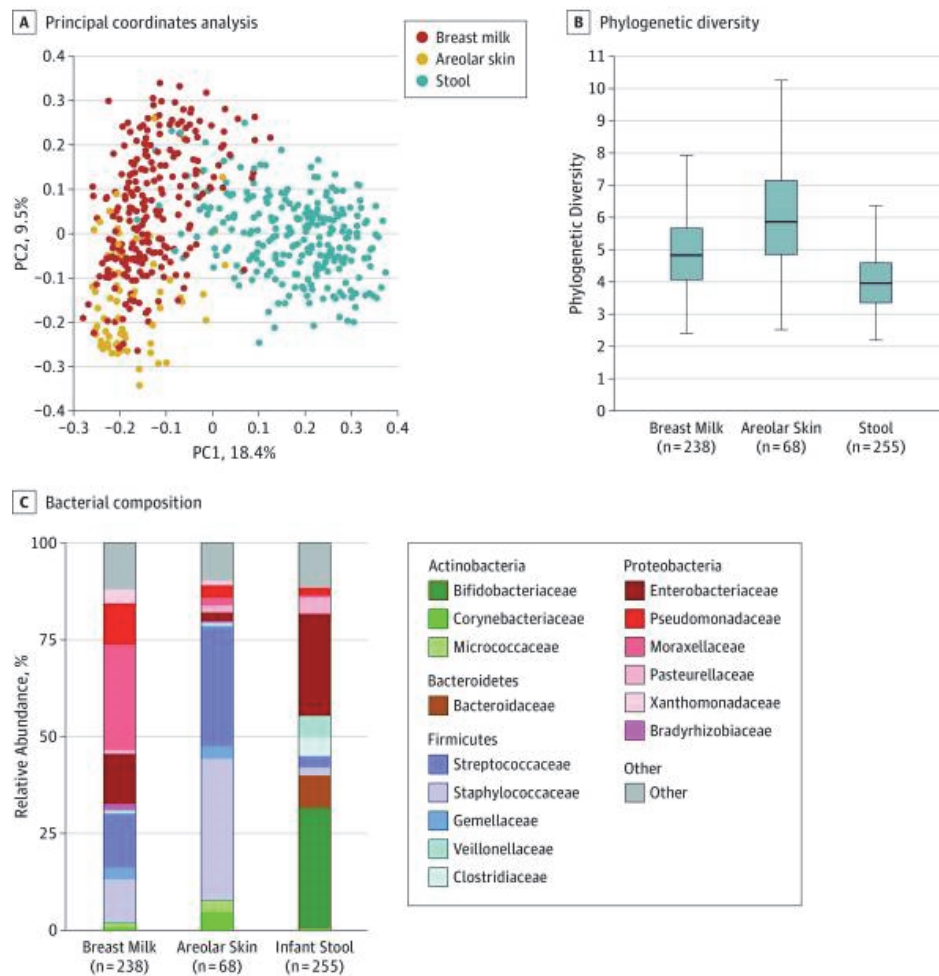 A Principal coordinates analysis
Breast milk
Areolar skin
Stool
0.4
0.3
0.2
0.1
0
−0.1
−0.2
−0.3
−0.4
PC2, 9.5%
−0.3 −0.2 −0.1 0 0.1 0.2 0.3 0.4
PC1, 18.4%
B Phylogenetic diversity
11
10
9
8
7
6
5
4
3
2
1
0
Phylogenetic Diversity
Breast Milk Areolar Skin Stool
(n=238) (n=68) (n=255)
C Bacterial composition
100
75
50
25
0
Relative Abundance, %
Breast Milk Areolar Skin Infant Stool
(n=238) (n=68) (n=255)
Actinobacteria
Bifidobacteriaceae
Corynebacteriaceae
Micrococcaceae
Bacteroidetes
Bacteroidaceae
Firmicutes
Streptococcaceae
Staphylococcaceae
Gemellaceae
Veillonellaceae
Clostridiaceae
Proteobacteria
Enterobacteriaceae
Pseudomonadaceae
Moraxellaceae
Pasteurellaceae
Xanthomonadaceae
Bradyrhizobiaceae
Other
Other